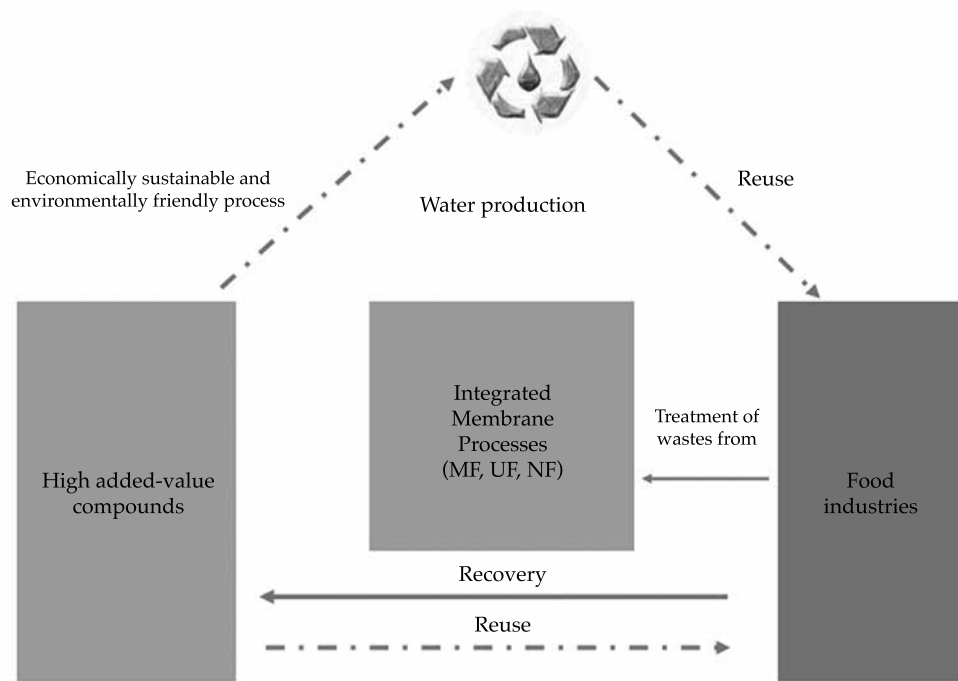 Economically sustainable and
environmentally friendly process
Reuse
Water production
High added-value
compounds
Integrated
Membrane
Processes
(MF, UF, NF)
Treatment of
wastes from
Food
industries
Recovery
Reuse